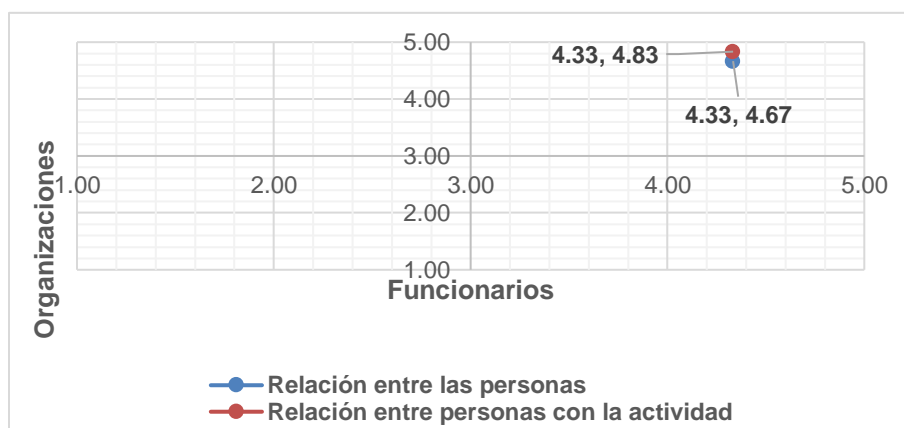 5.00
4.33, 4.83
4.00
4.33, 4.67
3.00
1.00 2.00 3.00 4.00 5.00
2.00
1.00
Organizaciones
Funcionarios
Relación entre las personas
Relación entre personas con la actividad